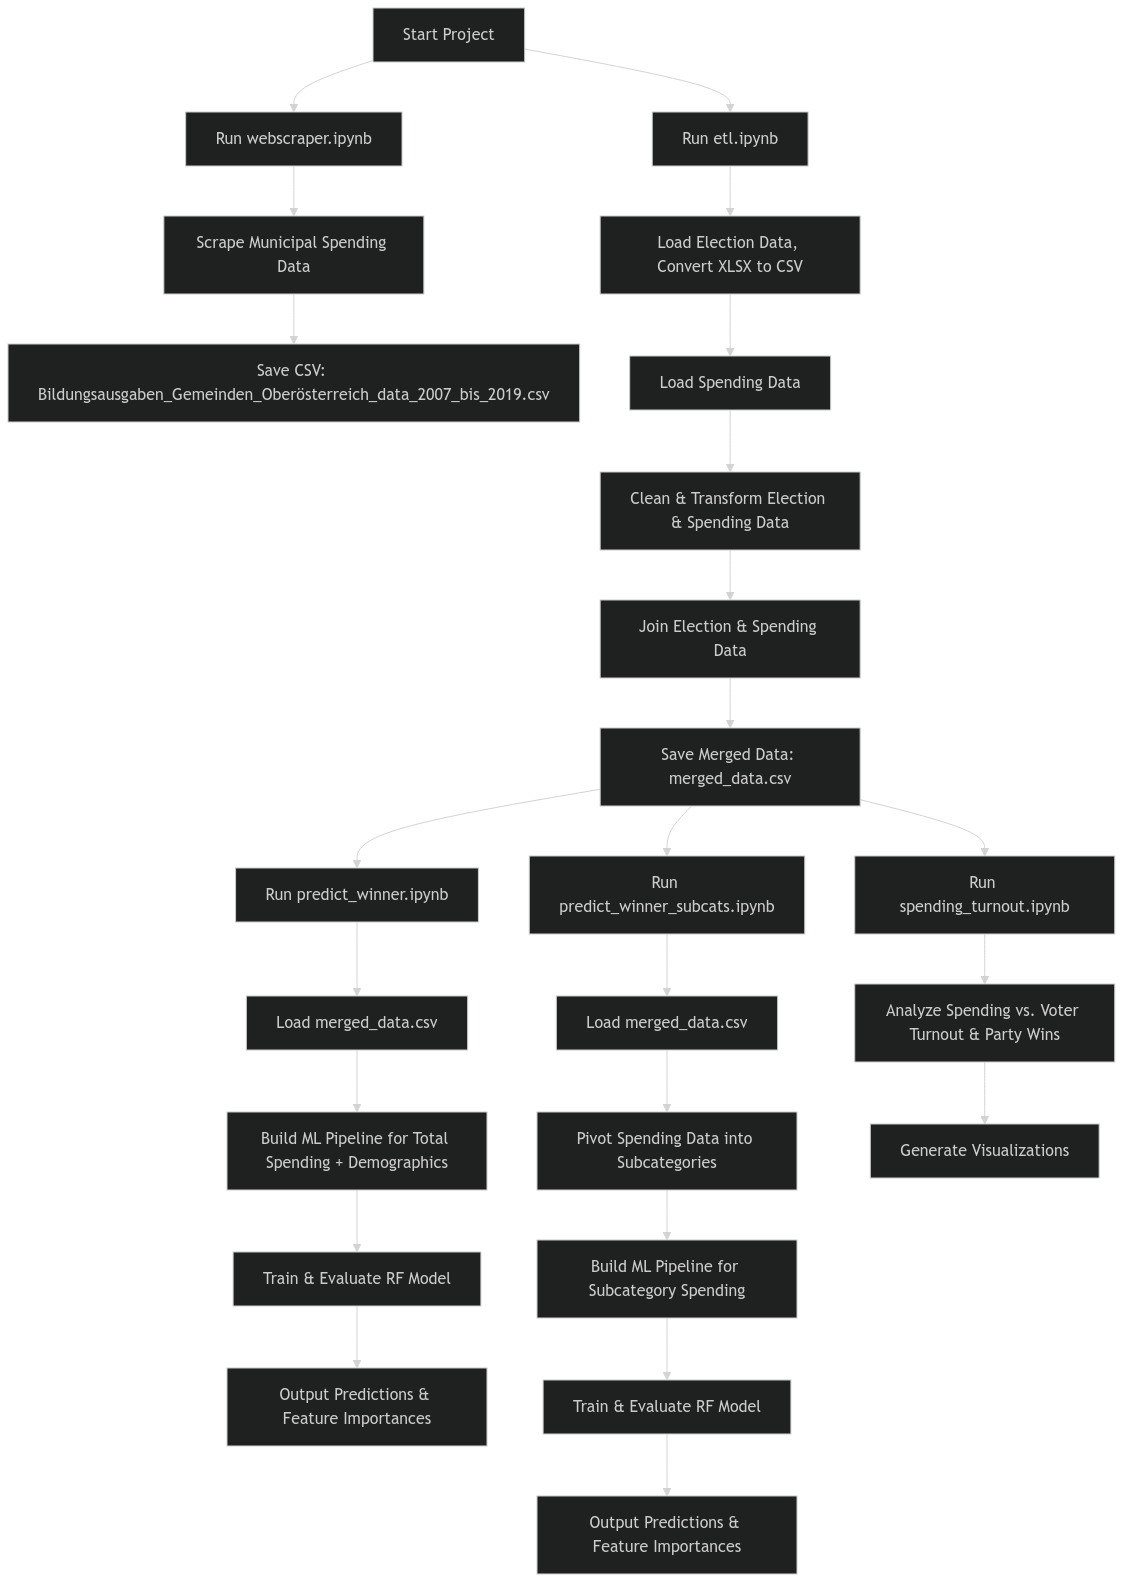 Start Project
Run webscraper.ipynb
Run etl.ipynb
Scrape Municipal Spending
Data
Load Election Data,
Convert XLSX to CSV
Save CSV:
Bildungsausgaben_Gemeinden_Oberösterreich_data_2007_bis_2019.csv
Load Spending Data
Clean & Transform Election
& Spending Data
Join Election & Spending
Data
Save Merged Data:
merged_data.csv
Run predict_winner.ipynb
Run
predict_winner_subcats.ipynb
Run
spending_turnout.ipynb
Load merged_data.csv
Load merged_data.csv
Analyze Spending vs. Voter
Turnout & Party Wins
Build ML Pipeline for Total
Spending + Demographics
Pivot Spending Data into
Subcategories
Generate Visualizations
Train & Evaluate RF Model
Build ML Pipeline for
Subcategory Spending
Output Predictions &
Feature Importances
Train & Evaluate RF Model
Output Predictions &
Feature Importances